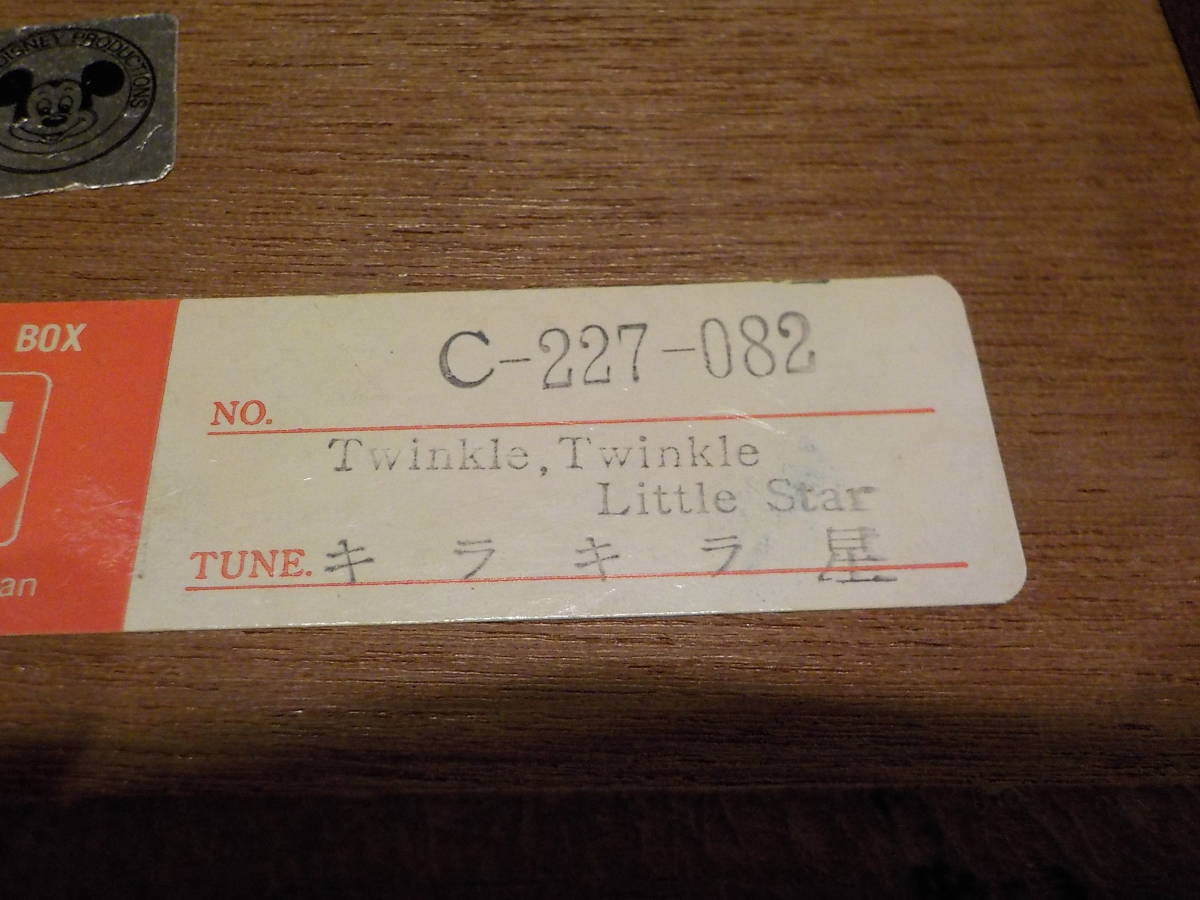 DISNEY PRODUCTIONS
BOX
C-227-082
NO.
Twinkle, Twinkle
Little Star
TUNE. キラキラ星